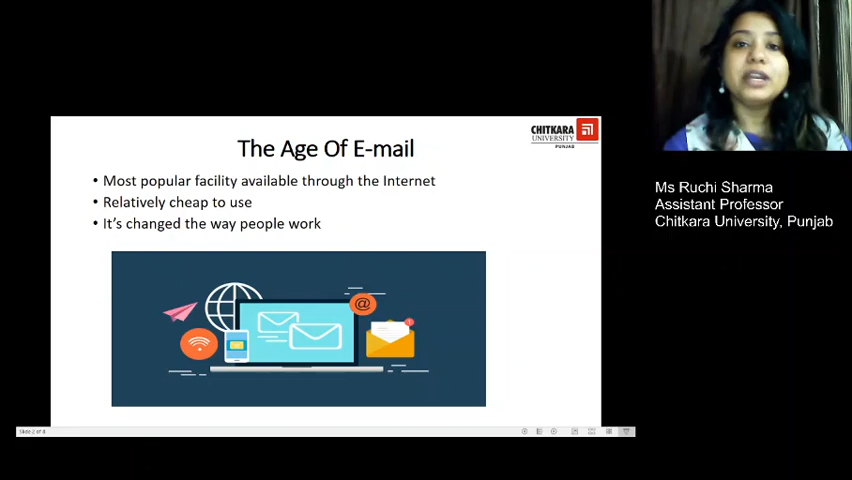 The Age Of E-mail
CHITKARA
UNIVERSITY
PUNJAB
• Most popular facility available through the Internet
• Relatively cheap to use
• It's changed the way people work
@
Ms Ruchi Sharma
Assistant Professor
Chitkara University, Punjab